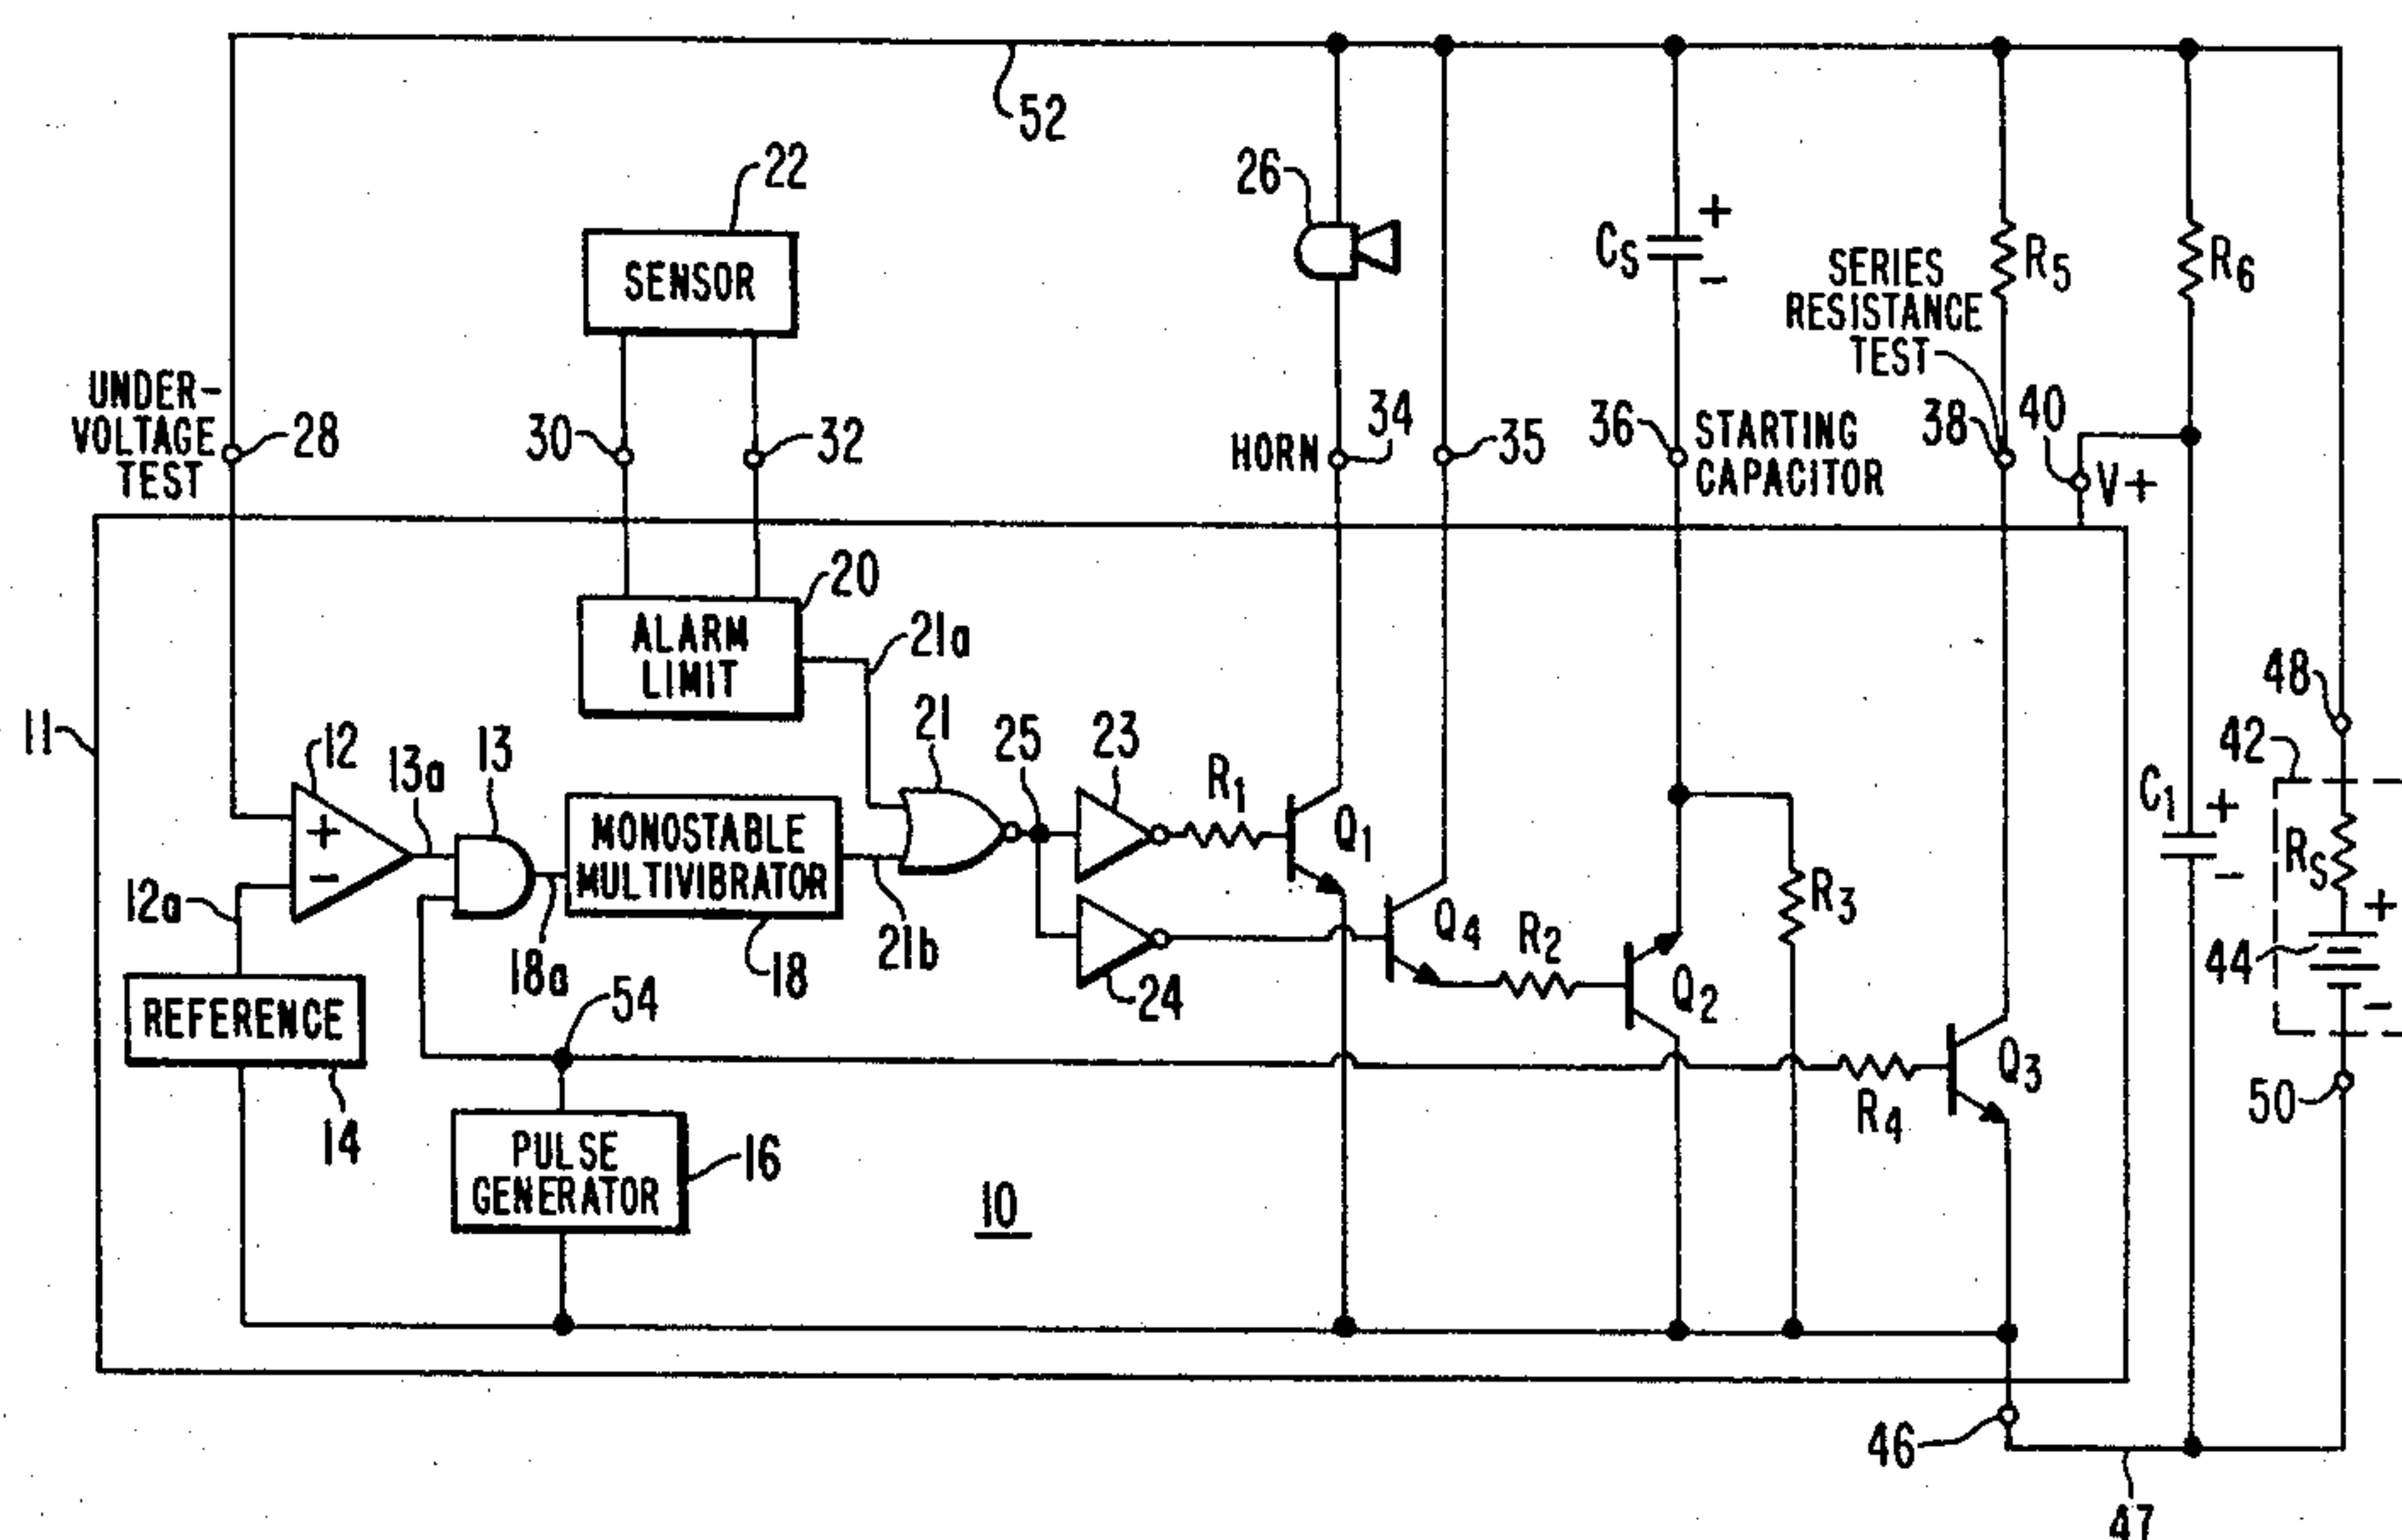 52
22
26
+
CS
-
SENSOR
SERIES
RESISTANCE
TEST
R5
R6
UNDER-
VOLTAGE
TEST
28
30
32
HORN
34
35
36
STARTING
CAPACITOR
38
40
V+
20
ALARM
LIMIT
21a
11
12
13a
13
21
25
23
R1
Q1
48
42
C1
+
-
+
-
12a
MONOSTABLE
MULTIVIBRATOR
18a
18
21b
24
Q4
R2
Q2
R3
RS
+
44
-
REFERENCE
14
54
PULSE
GENERATOR
16
10
R4
Q3
50
46
47